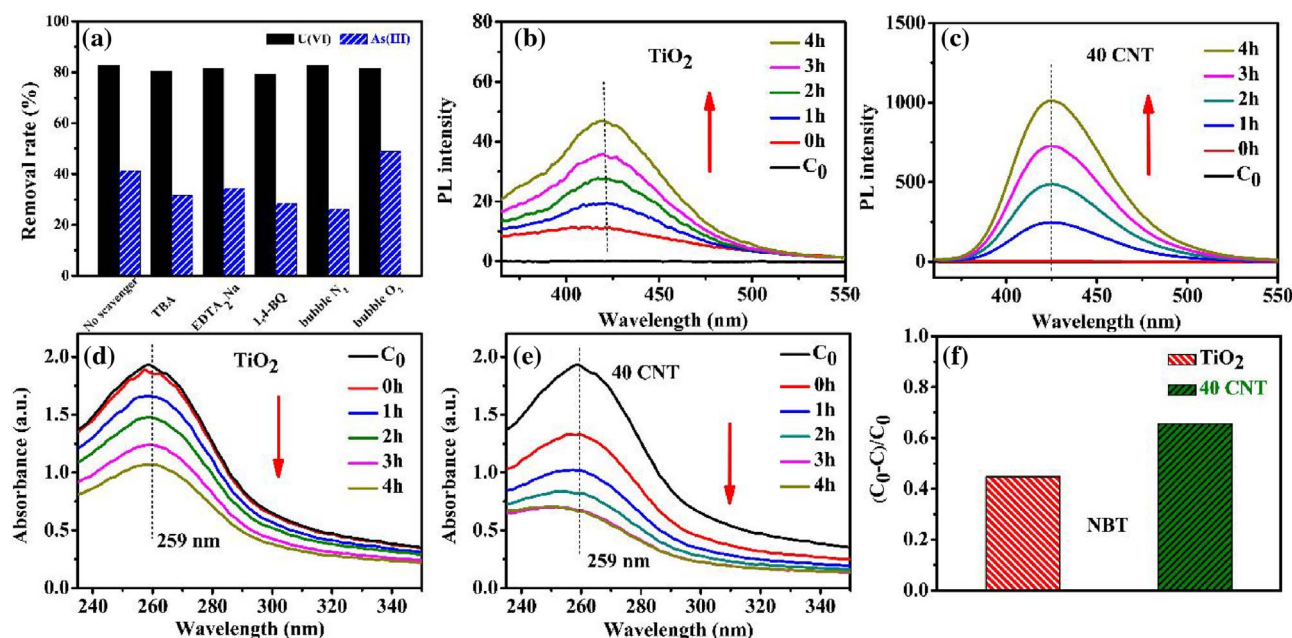 (a)
U(VI) As(III)
Removal rate (%)
100
80
60
40
20
0
No scavenger
TBA
EDTA2Na
1,4-BQ
bubble N2
bubble O2
(b)
TiO2
4h
3h
2h
1h
0h
C0
PL intensity
80
60
40
20
0
400 450 500 550
Wavelength (nm)
(c)
40 CNT
4h
3h
2h
1h
0h
C0
PL intensity
1500
1000
500
0
400 450 500 550
Wavelength (nm)
(d)
TiO2
C0
0h
1h
2h
3h
4h
259 nm
Absorbance (a.u.)
2.0
1.5
1.0
0.5
0.0
240 260 280 300 320 340
Wavelength (nm)
(e)
40 CNT
C0
0h
1h
2h
3h
4h
259 nm
Absorbance (a.u.)
2.0
1.5
1.0
0.5
0.0
240 260 280 300 320 340
Wavelength (nm)
(f)
TiO2
40 CNT
NBT
(C0-C)/C0
1.0
0.8
0.6
0.4
0.2
0.0